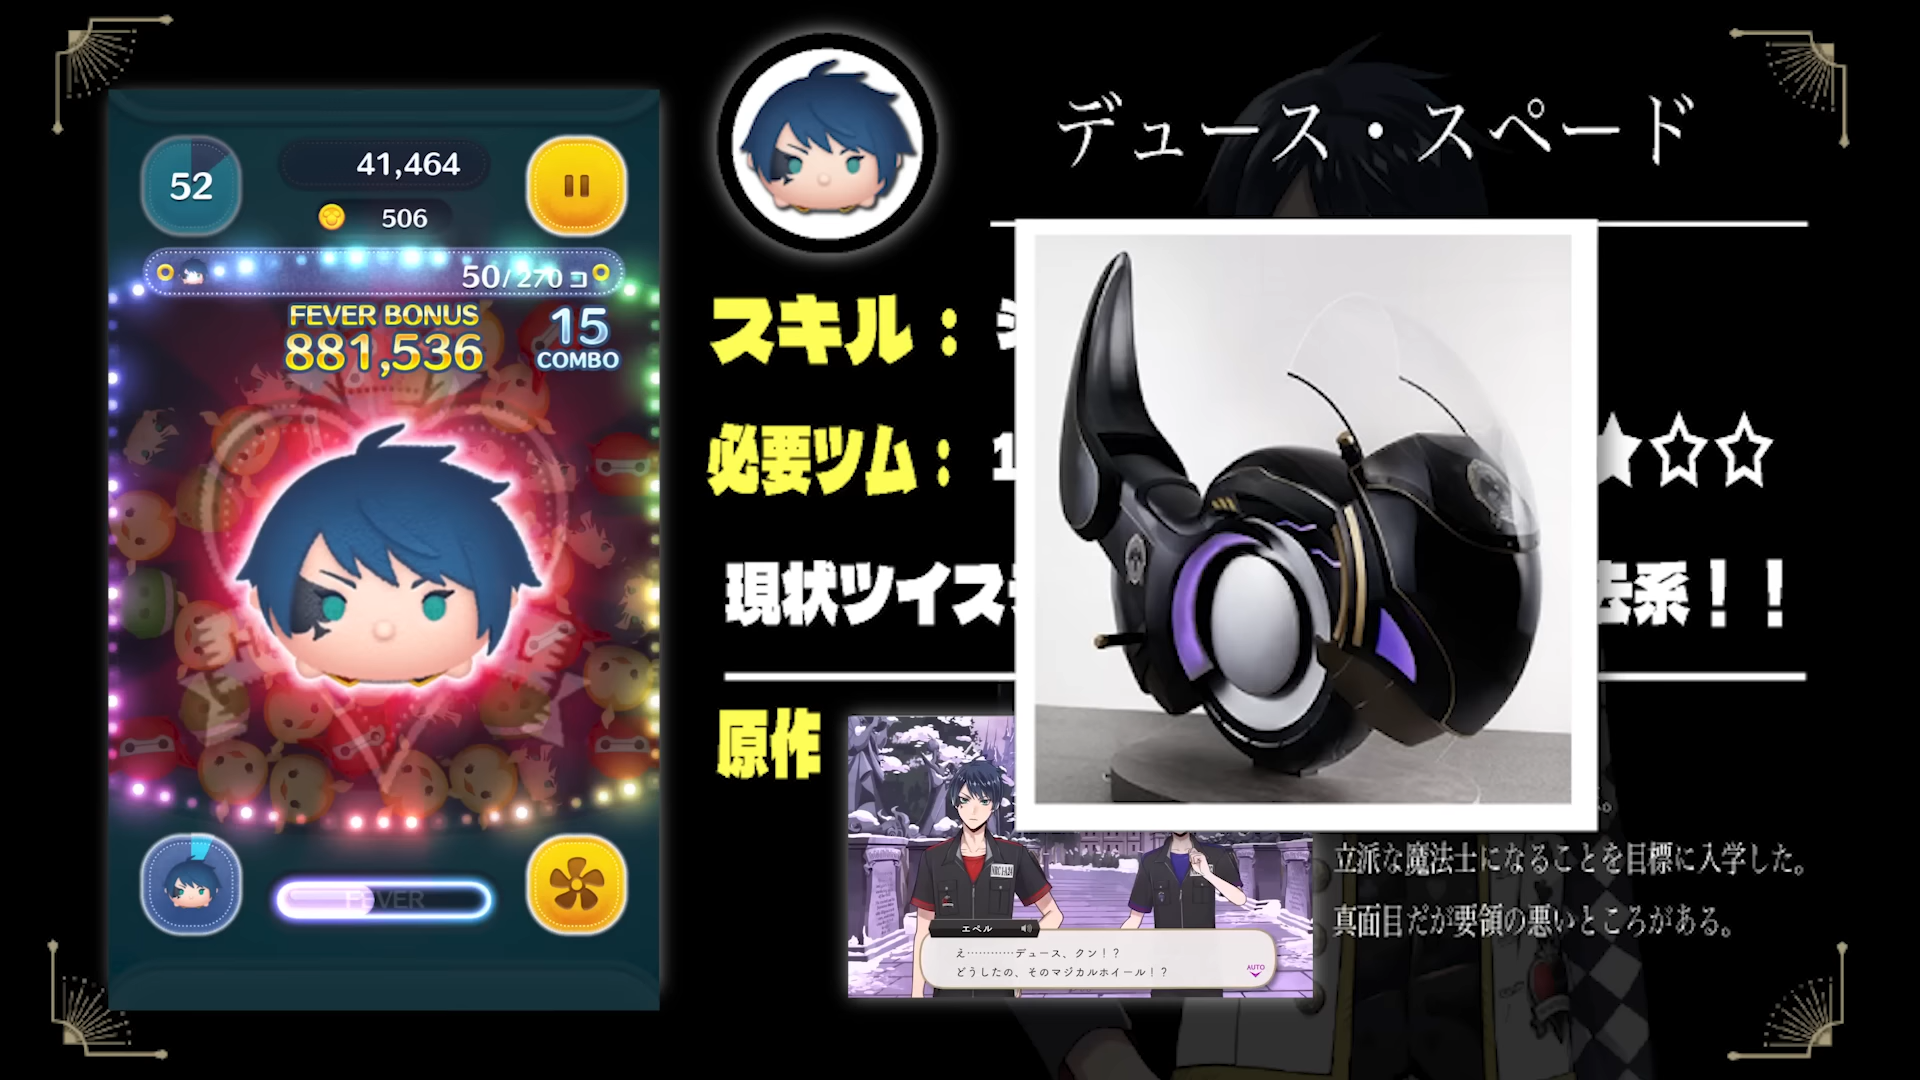 デュース・スペード
52
41,464
506
50/270 コ
FEVER BONUS
881,536
15
COMBO
FEVER
スキル：
必要ツム： 1
★☆☆
現状ツイス
法系！！
原作
NRC
エペル
え…………デュース、クン！？
どうしたの、そのマジカルホイール！？
AUTO
立派な魔法士になることを目標に入学した。
真面目だが要領の悪いところがある。